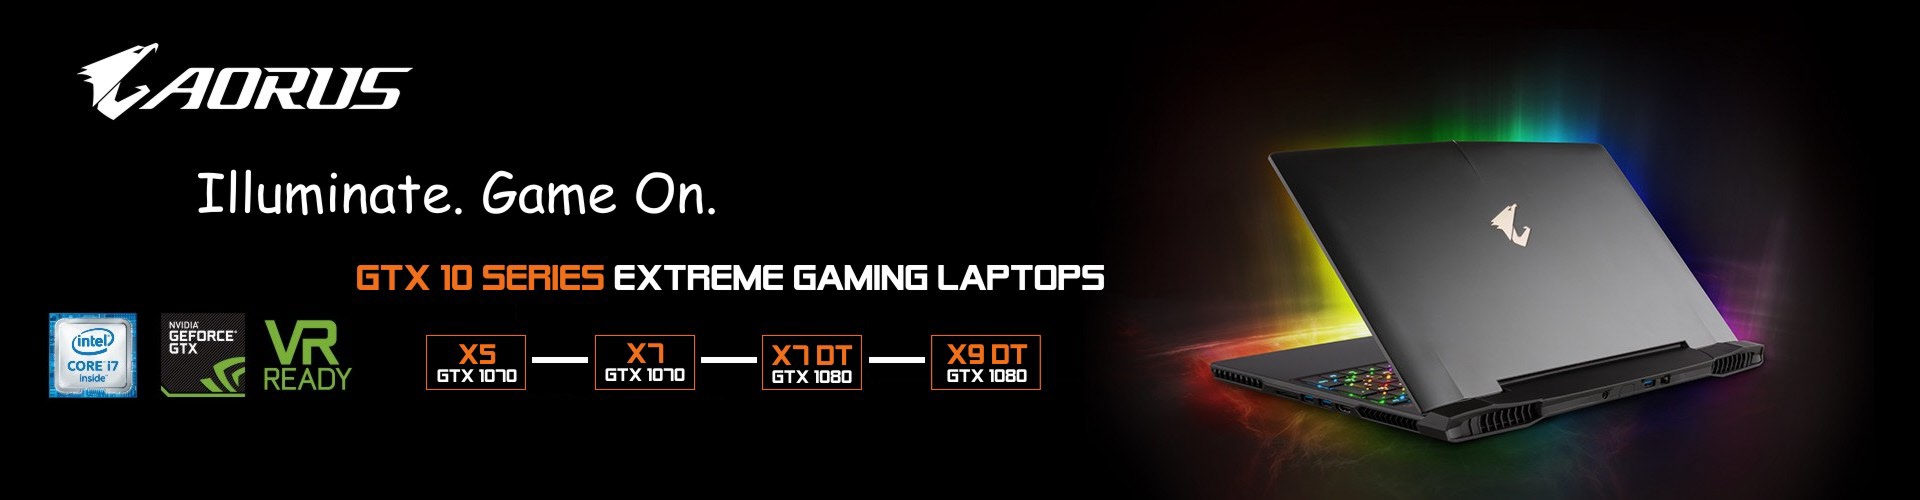 AORUS
Illuminate. Game On.
GTX 10 SERIES EXTREME GAMING LAPTOPS
intel
CORE i7
inside
NVIDIA
GEFORCE
GTX
VR
READY
X5
GTX 1070
X7
GTX 1070
X7 DT
GTX 1080
X9 DT
GTX 1080